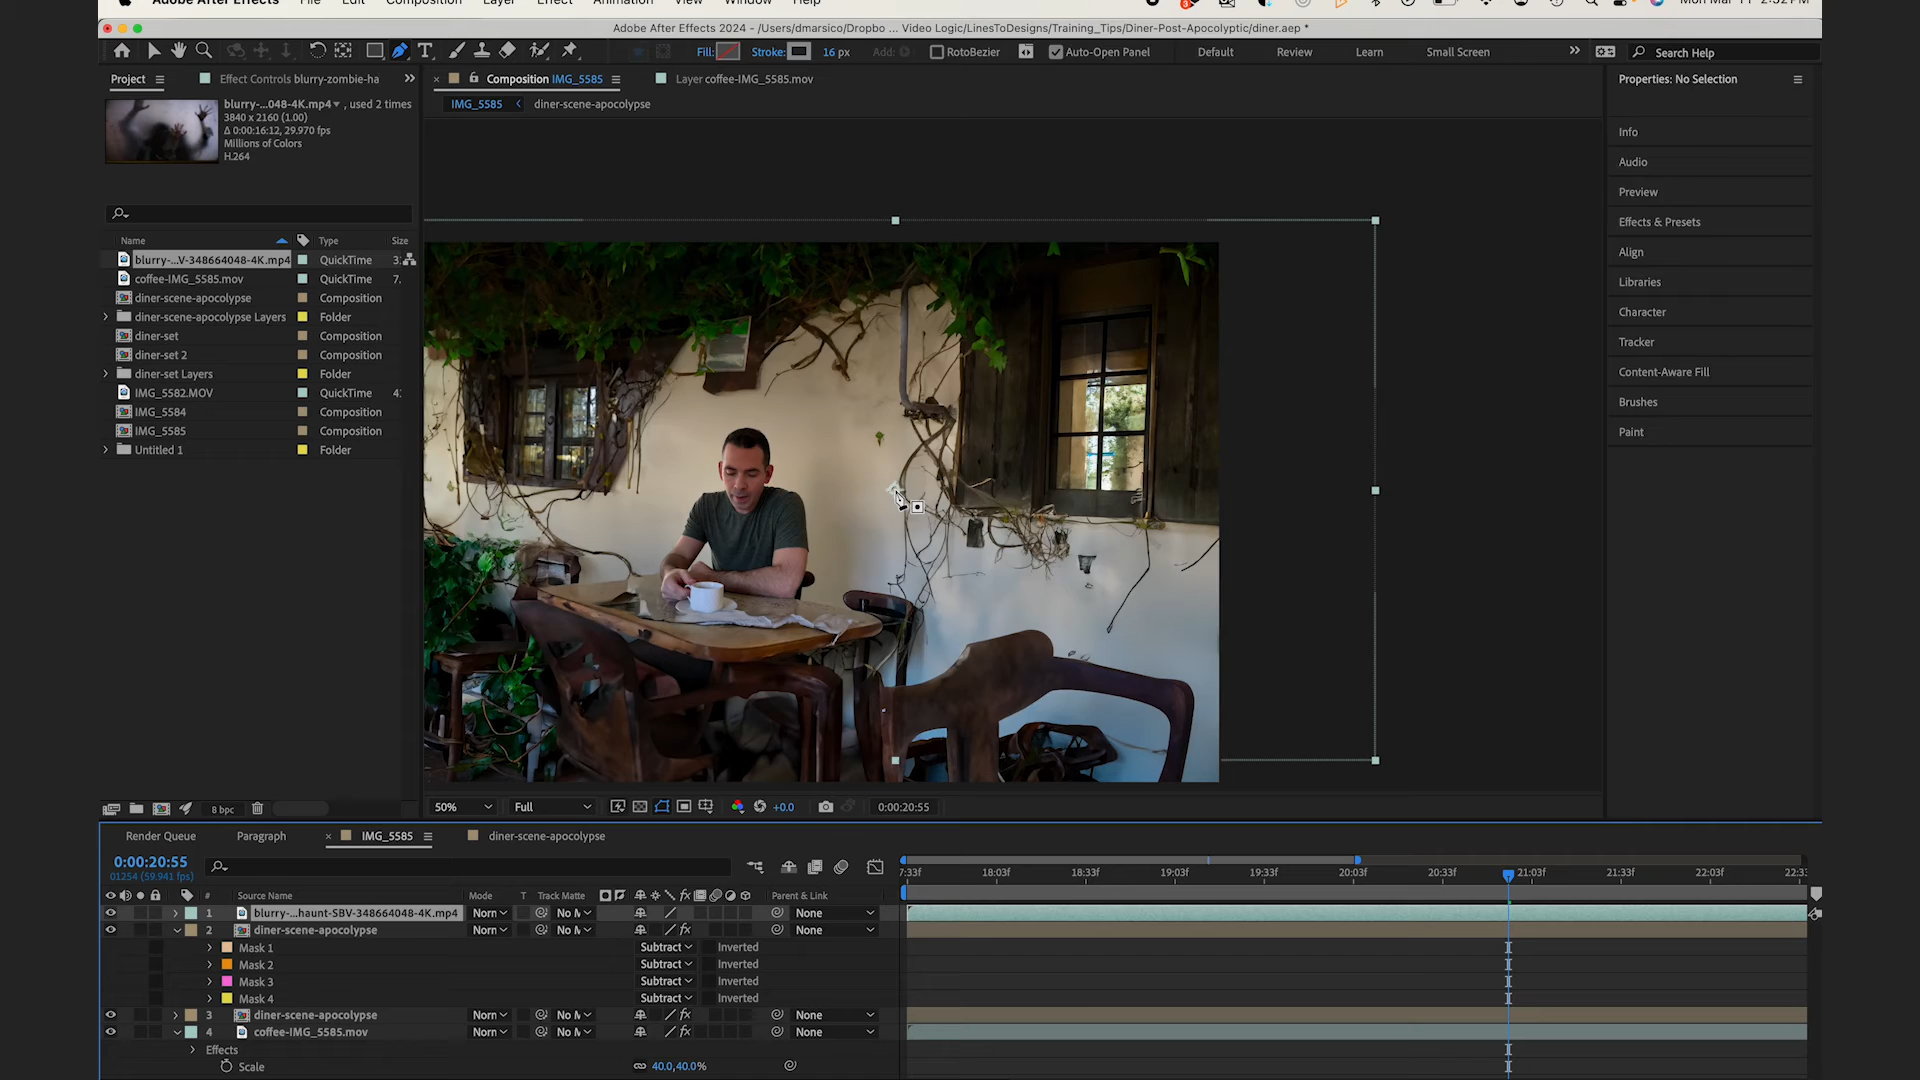 Adobe After Effects File Edit Composition Layer Effect Animation View Window Help 3 Mon Mar 11 2:32 PM
Adobe After Effects 2024 - /Users/dmarsico/Dropbo ... Video Logic/LinesToDesigns/Training_Tips/Diner-Post-Apocolyptic/diner.aep *
Fill: Stroke: 16 px Add: RotoBezier Auto-Open Panel Default Review Learn Small Screen Search Help
Project Effect Controls blurry-zombie-ha Composition IMG_5585 Layer coffee-IMG_5585.mov Properties: No Selection
blurry-...048-4K.mp4 , used 2 times
3840 x 2160 (1.00)
Δ 0:00:16:12, 29.970 fps
Millions of Colors
H.264
IMG_5585 diner-scene-apocolypse
Info
Audio
Preview
Effects & Presets
Align
Libraries
Character
Tracker
Content-Aware Fill
Brushes
Paint
Name Type Size
blurry-...V-348664048-4K.mp4 QuickTime 3:
coffee-IMG_5585.mov QuickTime 7.
diner-scene-apocolypse Composition
diner-scene-apocolypse Layers Folder
diner-set Composition
diner-set 2 Composition
diner-set Layers Folder
IMG_5582.MOV QuickTime 4:
IMG_5584 Composition
IMG_5585 Composition
Untitled 1 Folder
8 bpc 50% Full +0.0 0:00:20:55
Render Queue Paragraph IMG_5585 diner-scene-apocolypse
0:00:20:55
01254 (59.941 fps)
7:33f 18:03f 18:33f 19:03f 19:33f 20:03f 20:33f 21:03f 21:33f 22:03f 22:3:
# Source Name Mode T Track Matte Parent & Link
1 blurry-...haunt-SBV-348664048-4K.mp4 Norn No M None
2 diner-scene-apocolypse Norn No M None
Mask 1 Subtract Inverted
Mask 2 Subtract Inverted
Mask 3 Subtract Inverted
Mask 4 Subtract Inverted
3 diner-scene-apocolypse Norn No M None
4 coffee-IMG_5585.mov Norn No M None
Effects
Scale 40.0,40.0%